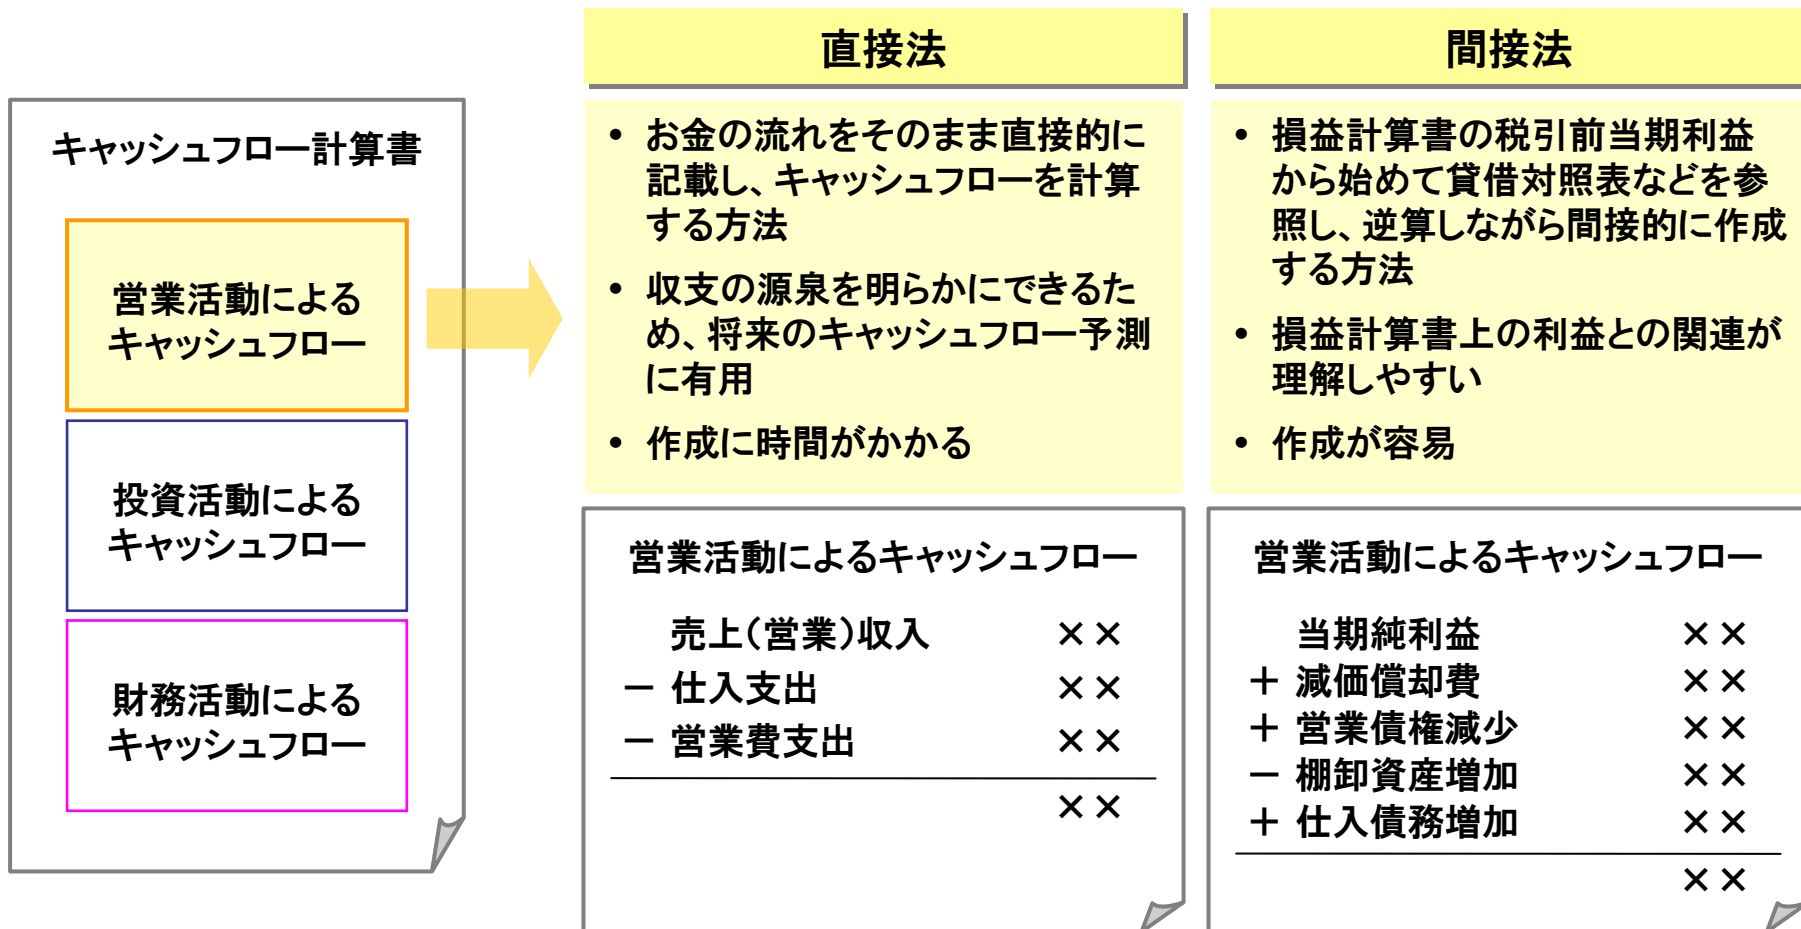 キャッシュフロー計算書
営業活動による
キャッシュフロー
投資活動による
キャッシュフロー
財務活動による
キャッシュフロー
直接法
• お金の流れをそのまま直接的に
記載し、キャッシュフローを計算
する方法
• 収支の源泉を明らかにできるた
め、将来のキャッシュフロー予測
に有用
• 作成に時間がかかる
営業活動によるキャッシュフロー
売上(営業)収入 ××
－ 仕入支出 ××
－ 営業費支出 ××
××
間接法
• 損益計算書の税引前当期利益
から始めて貸借対照表などを参
照し、逆算しながら間接的に作成
する方法
• 損益計算書上の利益との関連が
理解しやすい
• 作成が容易
営業活動によるキャッシュフロー
当期純利益 ××
＋ 減価償却費 ××
＋ 営業債権減少 ××
－ 棚卸資産増加 ××
＋ 仕入債務増加 ××
××